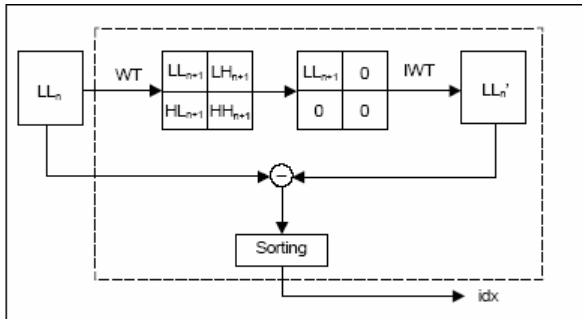 LLₙ
WT
LLₙ₊₁ LHₙ₊₁
HLₙ₊₁ HHₙ₊₁
LLₙ₊₁ 0
0 0
IWT
LLₙ'
−
Sorting
idx